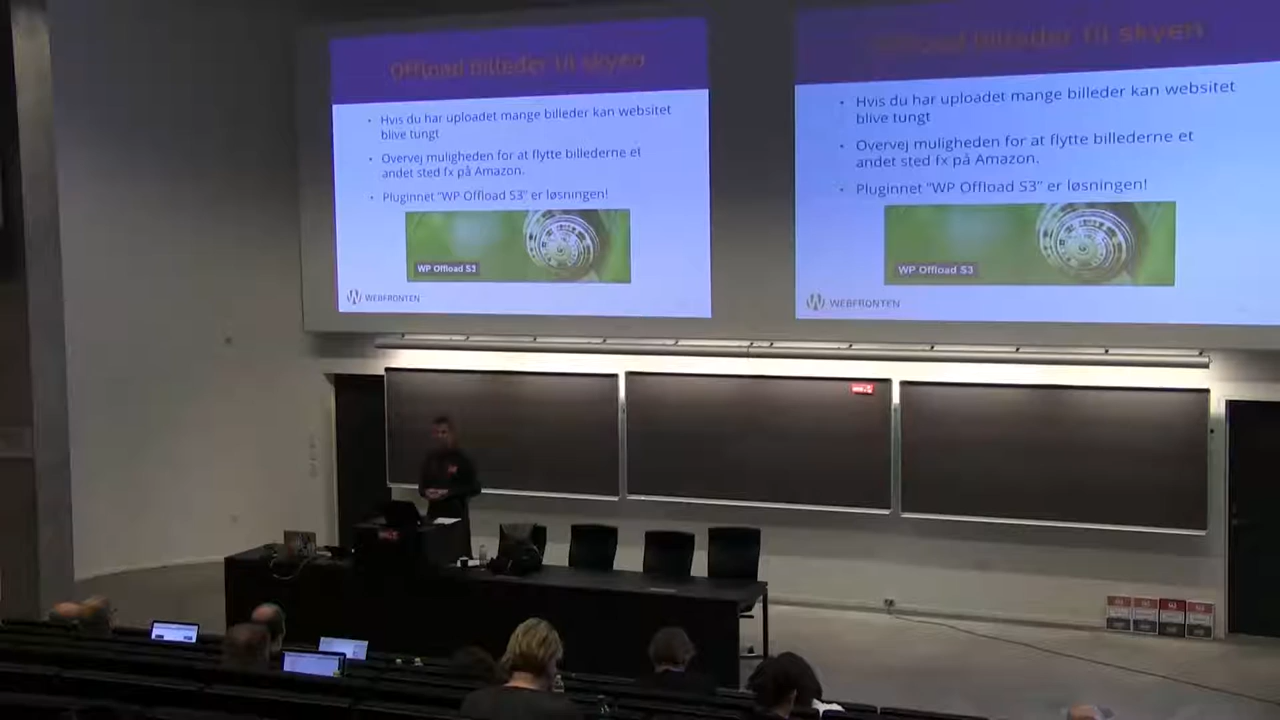 Offload billeder til skyen
Hvis du har uploadet mange billeder kan websitet
blive tungt
Overvej muligheden for at flytte billederne et
andet sted fx på Amazon.
Pluginnet "WP Offload S3" er løsningen!
WP Offload S3
WEBFRONTEN
Offload billeder til skyen
Hvis du har uploadet mange billeder kan websitet
blive tungt
Overvej muligheden for at flytte billederne et
andet sted fx på Amazon.
Pluginnet "WP Offload S3" er løsningen!
WP Offload S3
WEBFRONTEN